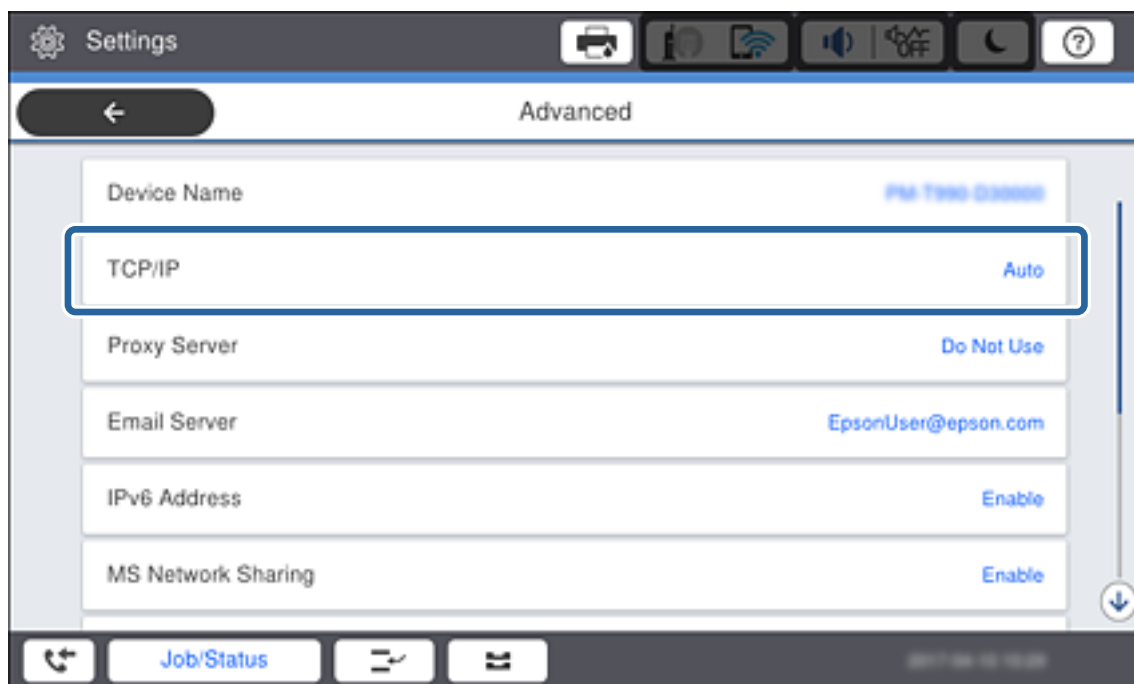 Settings
OFF
?
Advanced
Device Name
TCP/IP Auto
Proxy Server Do Not Use
Email Server EpsonUser@epson.com
IPv6 Address Enable
MS Network Sharing Enable
Job/Status